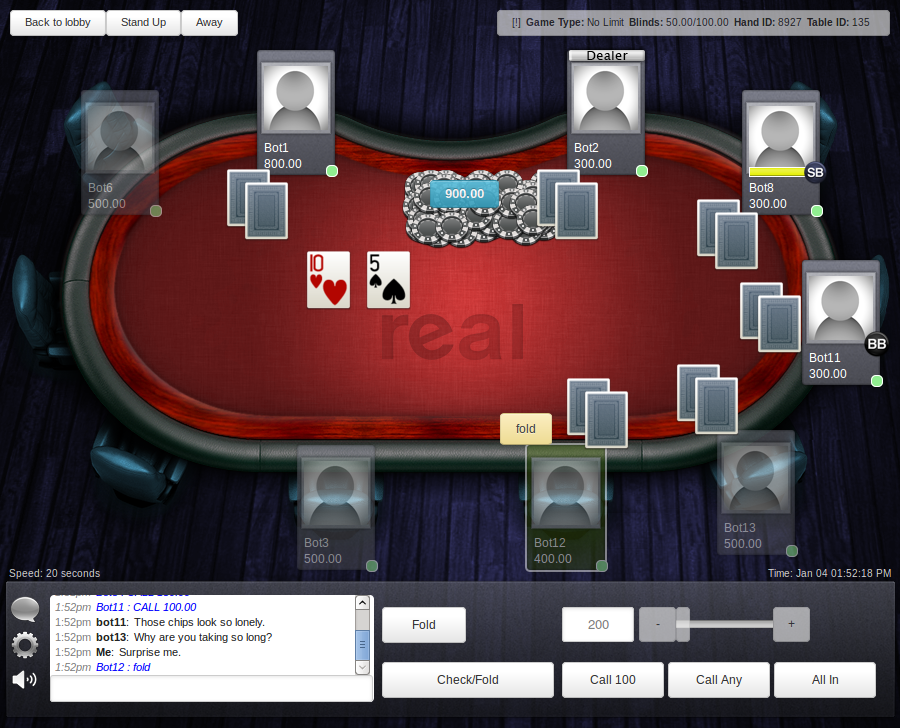 Back to lobby
Stand Up
Away
[!] Game Type: No Limit Blinds: 50.00/100.00 Hand ID: 8927 Table ID: 135
Dealer
Bot6
500.00
Bot1
800.00
Bot2
300.00
Bot8
300.00
SB
900.00
10
5
real
Bot11
300.00
BB
fold
Bot3
500.00
Bot12
400.00
Bot13
500.00
Speed: 20 seconds
Time: Jan 04 01:52:18 PM
1:52pm Bot11 : CALL 100.00
1:52pm bot11: Those chips look so lonely.
1:52pm bot13: Why are you taking so long?
1:52pm Me: Surprise me.
1:52pm Bot12 : fold
Fold
200
-
+
Check/Fold
Call 100
Call Any
All In